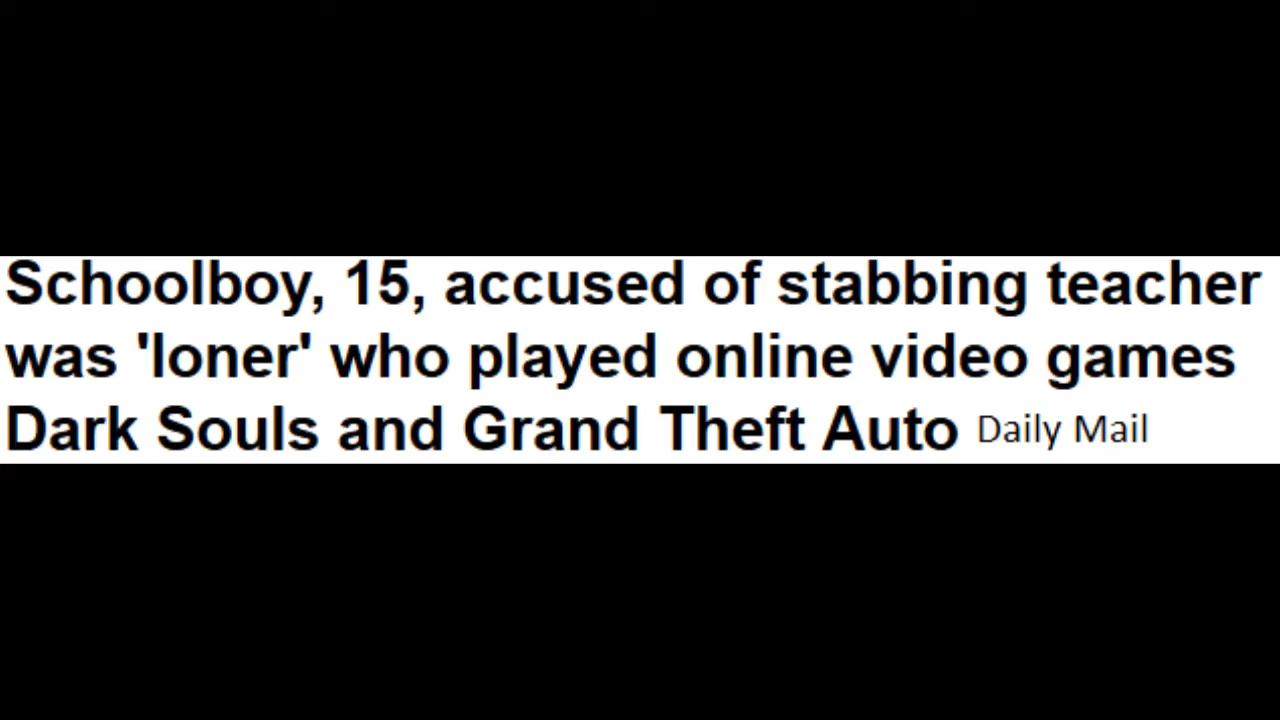 Schoolboy, 15, accused of stabbing teacher
was 'loner' who played online video games
Dark Souls and Grand Theft Auto Daily Mail